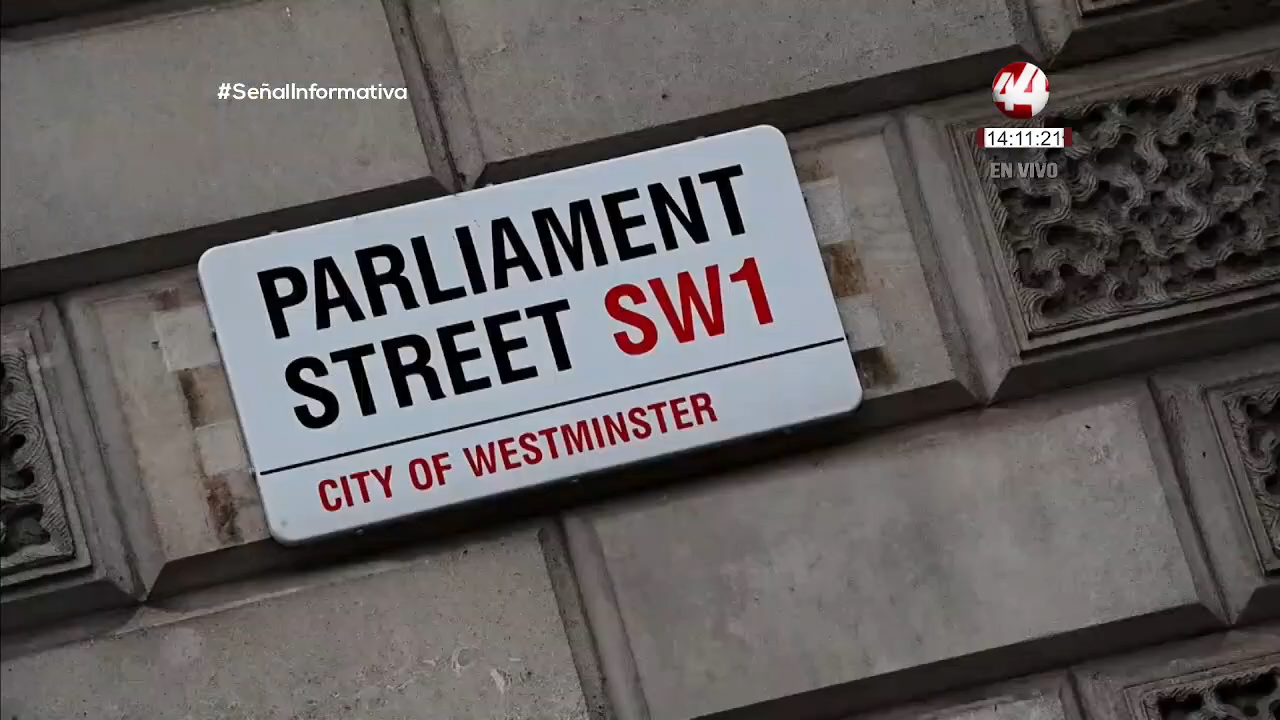 #SeñalInformativa
44
14:11:21
EN VIVO
PARLIAMENT
STREET SW1
CITY OF WESTMINSTER